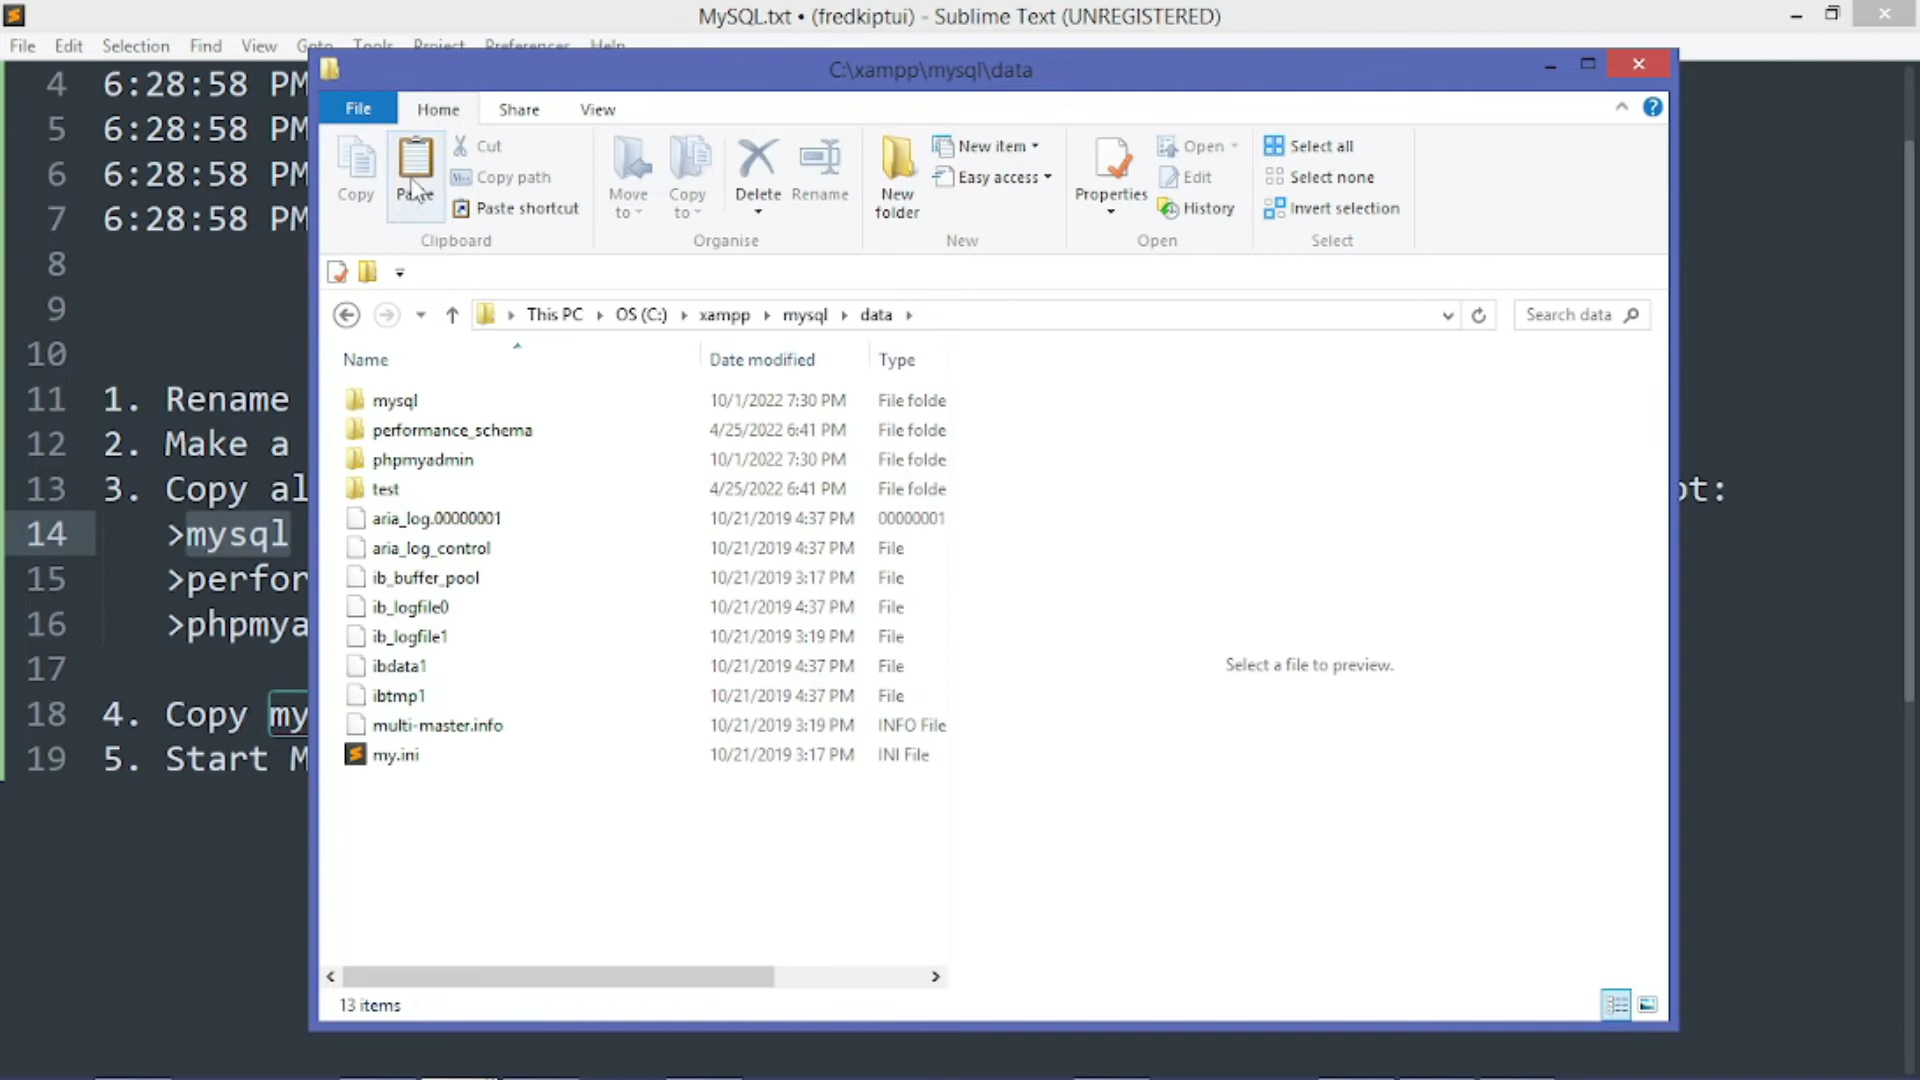 MySQL.txt • (fredkiptui) - Sublime Text (UNREGISTERED)
File Edit Selection Find View Goto Tools Project Preferences Help
C:\xampp\mysql\data
File Home Share View
Copy
Paste
Cut
Copy path
Paste shortcut
Clipboard
Move to
Copy to
Delete
Rename
Organise
New folder
New item
Easy access
New
Properties
Open
Edit
History
Open
Select all
Select none
Invert selection
Select
This PC OS (C:) xampp mysql data
Search data
Name Date modified Type
mysql 10/1/2022 7:30 PM File folde
performance_schema 4/25/2022 6:41 PM File folde
phpmyadmin 10/1/2022 7:30 PM File folde
test 4/25/2022 6:41 PM File folde
aria_log.00000001 10/21/2019 4:37 PM 00000001
aria_log_control 10/21/2019 4:37 PM File
ib_buffer_pool 10/21/2019 3:17 PM File
ib_logfile0 10/21/2019 4:37 PM File
ib_logfile1 10/21/2019 3:19 PM File
ibdata1 10/21/2019 4:37 PM File
ibtmp1 10/21/2019 4:37 PM File
multi-master.info 10/21/2019 3:19 PM INFO File
my.ini 10/21/2019 3:17 PM INI File
Select a file to preview.
13 items
4 6:28:58 PM
5 6:28:58 PM
6 6:28:58 PM
7 6:28:58 PM
8
9
10
11 1. Rename
12 2. Make a
13 3. Copy al pt:
14 >mysql
15 >perfor
16 >phpmya
17
18 4. Copy my
19 5. Start M